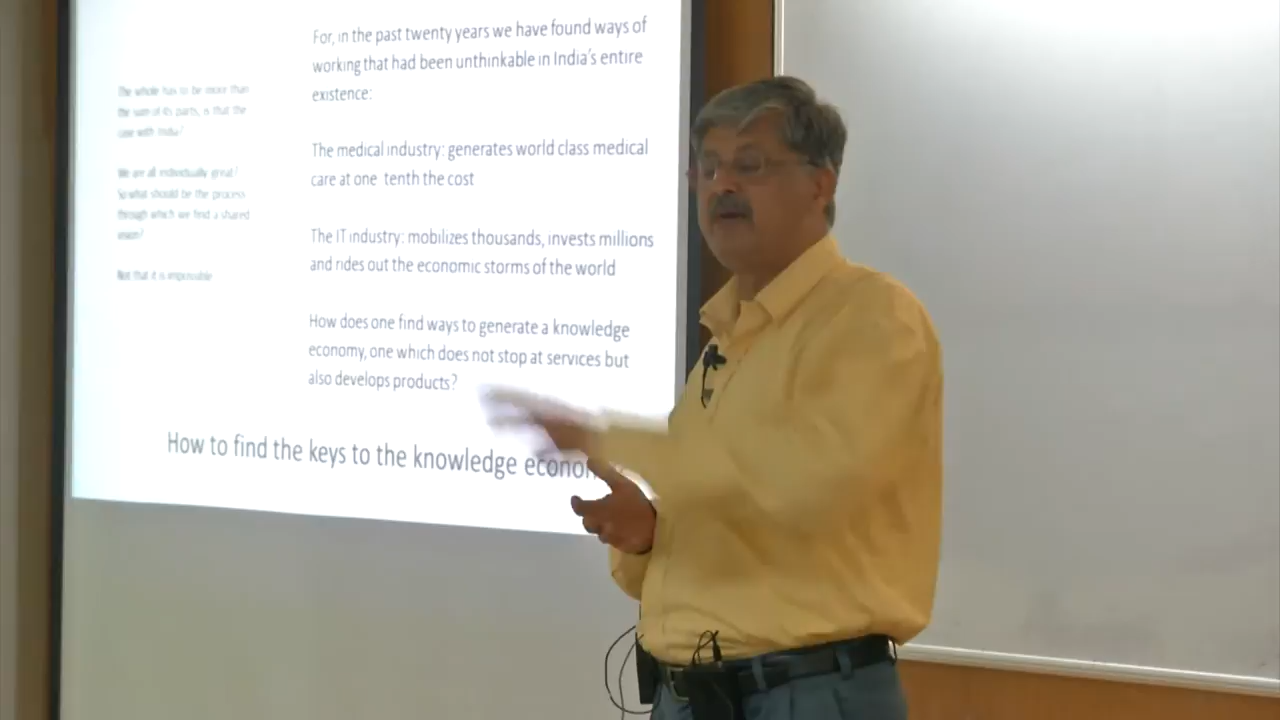 The whole has to be more than
the sum of its parts, is that the
case with India!
We are all individually great!
So what should be the process
through which we find a shared
vision?
Not that it is impossible
For, in the past twenty years we have found ways of
working that had been unthinkable in India's entire
existence:
The medical industry: generates world class medical
care at one tenth the cost
The IT industry: mobilizes thousands, invests millions
and rides out the economic storms of the world
How does one find ways to generate a knowledge
economy, one which does not stop at services but
also develops products?
How to find the keys to the knowledge